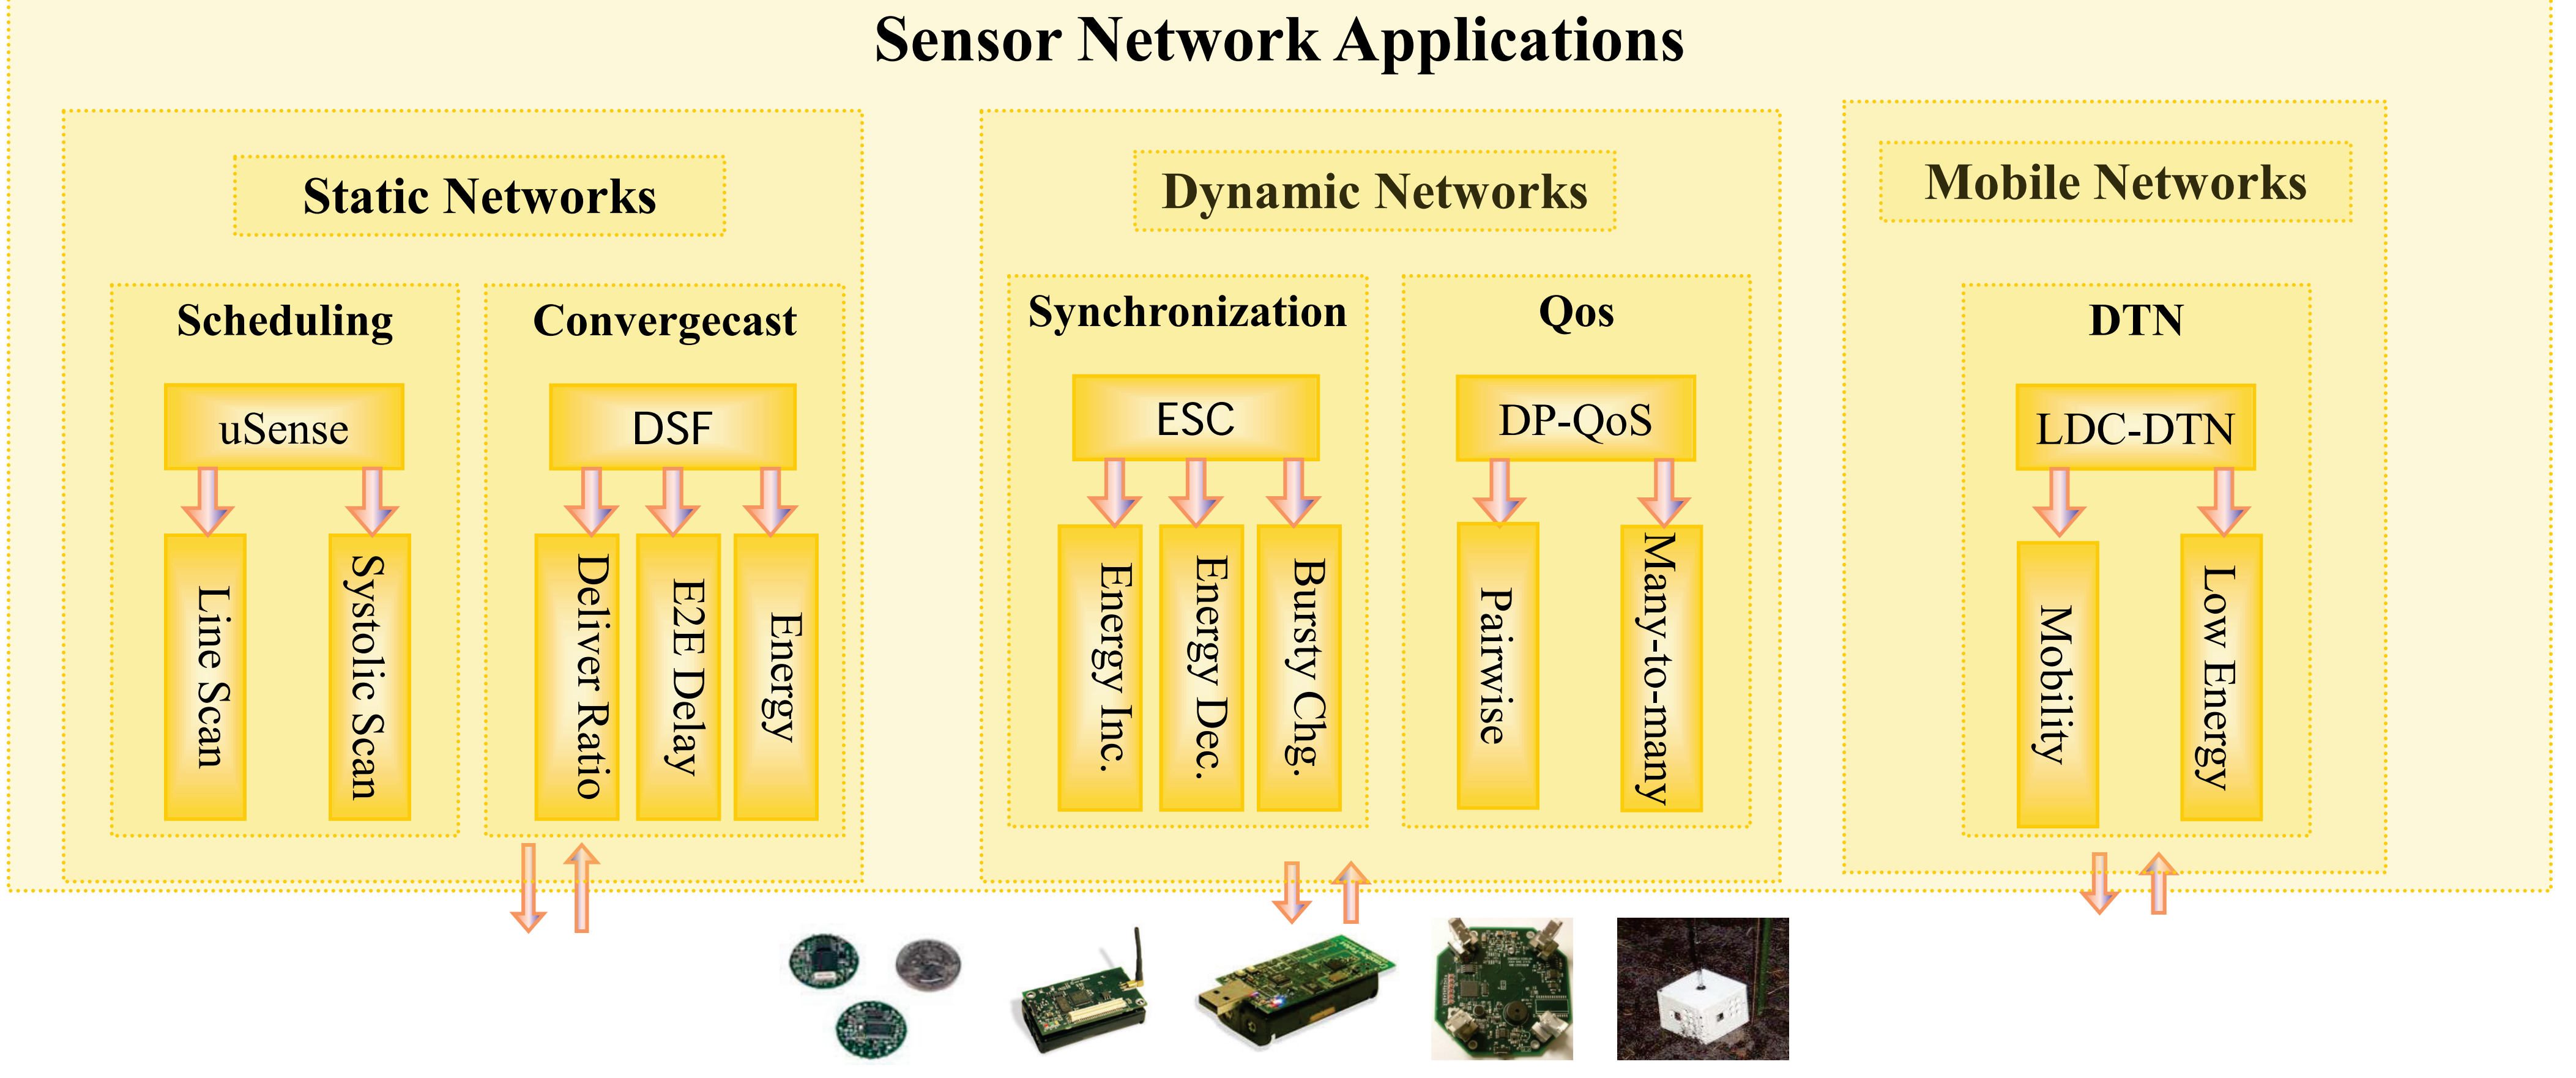 Sensor Network Applications
Static Networks
Scheduling
uSense
Line Scan
Systolic Scan
Convergecast
DSF
Deliver Ratio
E2E Delay
Energy
Dynamic Networks
Synchronization
ESC
Energy Inc.
Energy Dec.
Bursty Chg.
Qos
DP-QoS
Pairwise
Many-to-many
Mobile Networks
DTN
LDC-DTN
Mobility
Low Energy